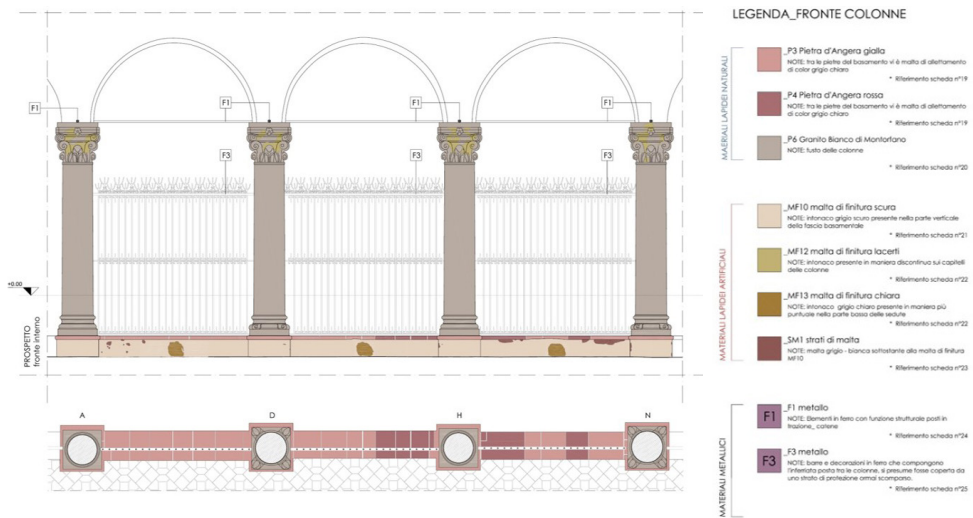 LEGENDA_FRONTE COLONNE
MAERIALI LAPIDEI NATURALI
_P3 Pietra d'Angera gialla
NOTE: tra le pietre del basamento vi è malta di allettamento
di color grigio chiaro
* Riferimento scheda n°19
_P4 Pietra d'Angera rossa
NOTE: tra le pietre del basamento vi è malta di allettamento
di color grigio chiaro
* Riferimento scheda n°19
_P6 Granito Bianco di Montorfano
NOTE: fusto delle colonne
* Riferimento scheda n°20
MATERIALI LAPIDEI ARTIFICIALI
_MF10 malta di finitura scura
NOTE: intonaco grigio scuro presente nella parte verticale
della fascia basamentale
* Riferimento scheda n°21
_MF12 malta di finitura lacerti
NOTE: intonaco presente in maniera discontinua sui capitelli
delle colonne
* Riferimento scheda n°22
_MF13 malta di finitura chiara
NOTE: intonaco grigio chiaro presente in maniera più
puntuale nella parte bassa delle sedute
* Riferimento scheda n°22
_SM1 strati di malta
NOTE: malta grigio - bianca sottostante alla malta di finitura
MF10
* Riferimento scheda n°23
MATERIALI METALLICI
F1
_F1 metallo
NOTE: Elementi in ferro con funzione strutturale posti in
trazione_ catene
* Riferimento scheda n°24
F3
_F3 metallo
NOTE: barre e decorazioni in ferro che compongono
l'inferriata posta tra le colonne, si presume fosse coperta da
uno strato di protezione ormai scomparso.
* Riferimento scheda n°25
F1
F1
F1
F1
F3
F3
F3
+0.00
PROSPETTO
fronte interno
A
D
H
N